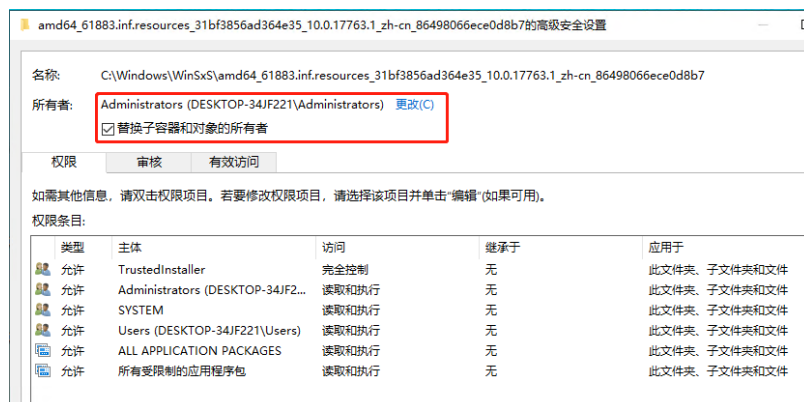 amd64_61883.inf.resources_31bf3856ad364e35_10.0.17763.1_zh-cn_86498066ece0d8b7的高级安全设置
名称: C:\Windows\WinSxS\amd64_61883.inf.resources_31bf3856ad364e35_10.0.17763.1_zh-cn_86498066ece0d8b7
所有者: Administrators (DESKTOP-34JF221\Administrators) 更改(C)
替换子容器和对象的所有者
权限 审核 有效访问
如需其他信息，请双击权限项目。若要修改权限项目，请选择该项目并单击"编辑"(如果可用)。
权限条目:
类型 主体 访问 继承于 应用于
允许 TrustedInstaller 完全控制 无 此文件夹、子文件夹和文件
允许 Administrators (DESKTOP-34JF2... 读取和执行 无 此文件夹、子文件夹和文件
允许 SYSTEM 读取和执行 无 此文件夹、子文件夹和文件
允许 Users (DESKTOP-34JF221\Users) 读取和执行 无 此文件夹、子文件夹和文件
允许 ALL APPLICATION PACKAGES 读取和执行 无 此文件夹、子文件夹和文件
允许 所有受限制的应用程序包 读取和执行 无 此文件夹、子文件夹和文件